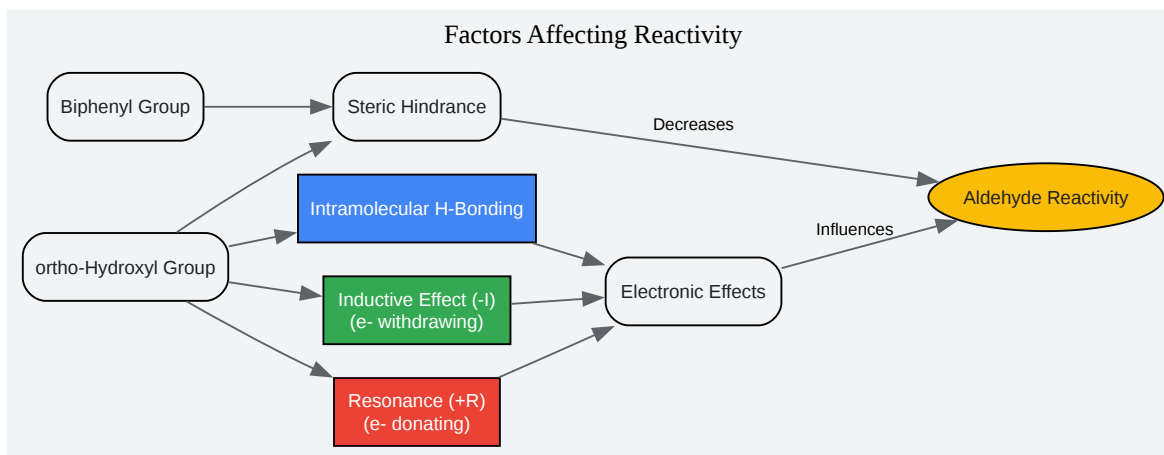 Factors Affecting Reactivity
Biphenyl Group
Steric Hindrance
Decreases
Intramolecular H-Bonding
Aldehyde Reactivity
Influences
ortho-Hydroxyl Group
Inductive Effect (-I)
(e- withdrawing)
Electronic Effects
Resonance (+R)
(e- donating)